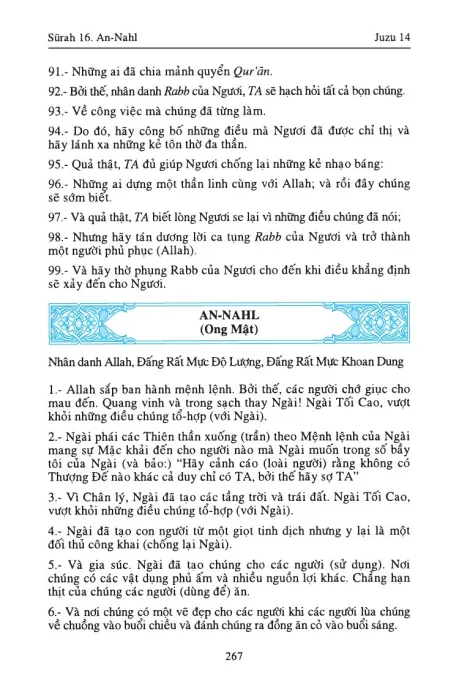 Sūrah 16. An-Nahl Juzu 14
91.- Những ai đã chia mảnh quyển Qur'ān.
92.- Bởi thế, nhân danh Rabb của Ngươi, TA sẽ hạch hỏi tất cả bọn chúng.
93.- Về công việc mà chúng đã từng làm.
94.- Do đó, hãy công bố những điều mà Ngươi đã được chỉ thị và
hãy lánh xa những kẻ tôn thờ đa thần.
95.- Quả thật, TA đủ giúp Ngươi chống lại những kẻ nhạo báng:
96.- Những ai dựng một thần linh cùng với Allah; và rồi đây chúng
sẽ sớm biết.
97.- Và quả thật, TA biết lòng Ngươi se lại vì những điều chúng đã nói;
98.- Nhưng hãy tán dương lời ca tụng Rabb của Ngươi và trở thành
một người phủ phục (Allah).
99.- Và hãy thờ phụng Rabb của Ngươi cho đến khi điều khẳng định
sẽ xảy đến cho Ngươi.
AN-NAHL
(Ong Mật)
Nhân danh Allah, Đấng Rất Mực Độ Lượng, Đấng Rất Mực Khoan Dung
1.- Allah sắp ban hành mệnh lệnh. Bởi thế, các người chớ giục cho
mau đến. Quang vinh và trong sạch thay Ngài! Ngài Tối Cao, vượt
khỏi những điều chúng tổ-hợp (với Ngài).
2.- Ngài phái các Thiên thần xuống (trần) theo Mệnh lệnh của Ngài
mang sự Mặc khải đến cho người nào mà Ngài muốn trong số bầy
tôi của Ngài (và bảo:) “Hãy cảnh cáo (loài người) rằng không có
Thượng Đế nào khác cả duy chỉ có TA, bởi thế hãy sợ TA”
3.- Vì Chân lý, Ngài đã tạo các tầng trời và trái đất. Ngài Tối Cao,
vượt khỏi những điều chúng tổ-hợp (với Ngài).
4.- Ngài đã tạo con người từ một giọt tinh dịch nhưng y lại là một
đối thủ công khai (chống lại Ngài).
5.- Và gia súc. Ngài đã tạo chúng cho các người (sử dụng). Nơi
chúng có các vật dụng phủ ấm và nhiều nguồn lợi khác. Chẳng hạn
thịt của chúng các người (dùng để) ăn.
6.- Và nơi chúng có một vẽ đẹp cho các người khi các người lùa chúng
về chuồng vào buổi chiều và đánh chúng ra đồng ăn cỏ vào buổi sáng.
267